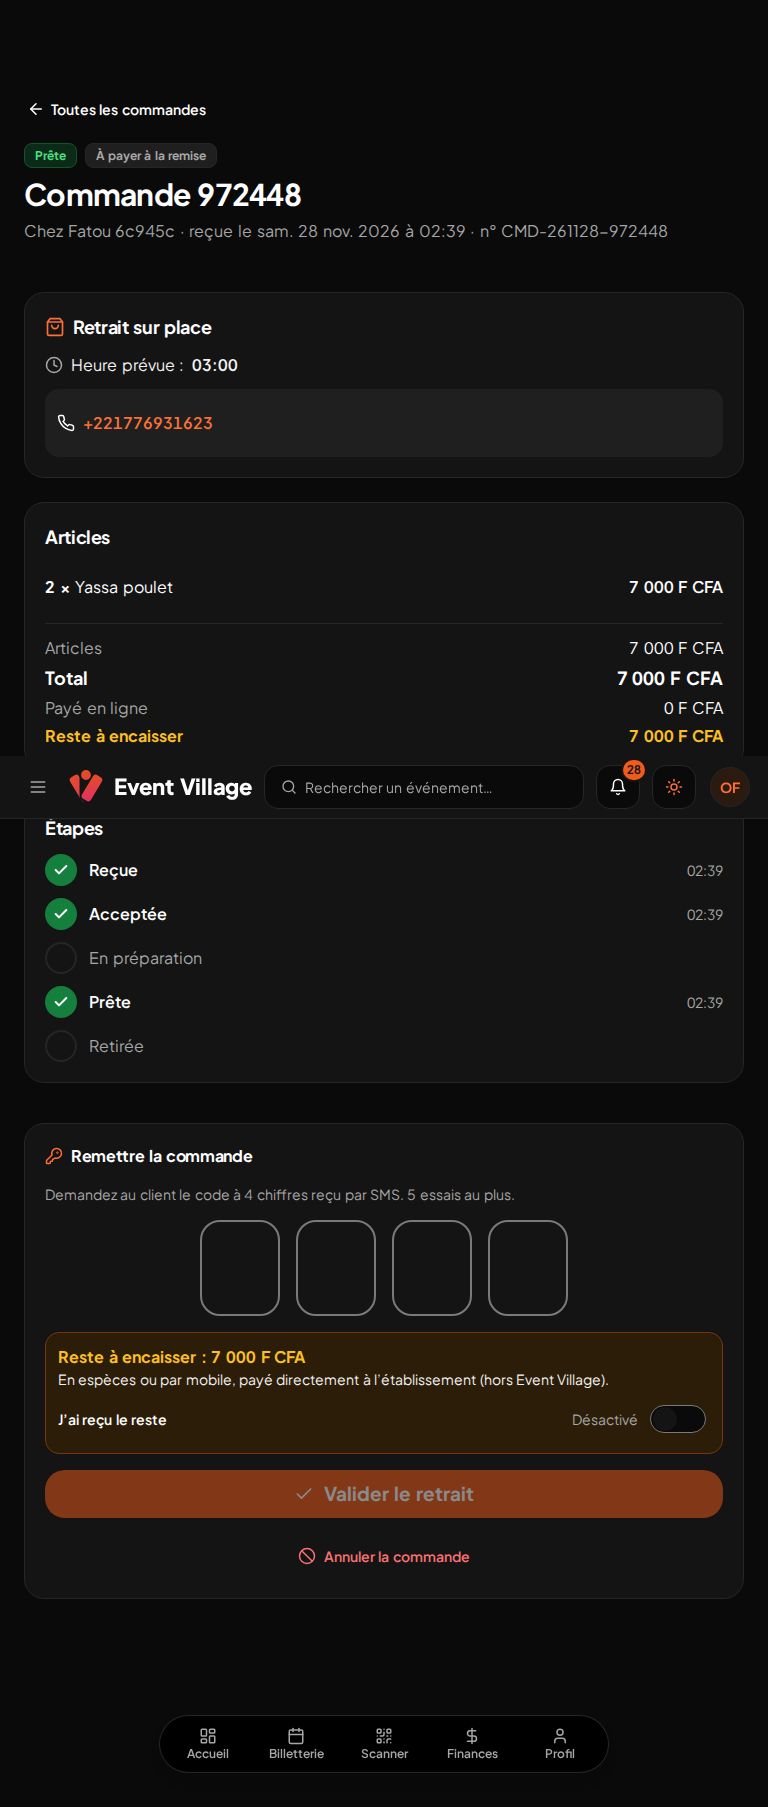 Toutes les commandes
Prête À payer à la remise
Commande 972448
Chez Fatou 6c945c · reçue le sam. 28 nov. 2026 à 02:39 · n° CMD-261128-972448
Retrait sur place
Heure prévue : 03:00
+221776931623
Articles
2 × Yassa poulet 7 000 F CFA
Articles 7 000 F CFA
Total 7 000 F CFA
Payé en ligne 0 F CFA
Reste à encaisser 7 000 F CFA
Event Village Rechercher un événement... 28 OF
Étapes
Reçue 02:39
Acceptée 02:39
En préparation
Prête 02:39
Retirée
Remettre la commande
Demandez au client le code à 4 chiffres reçu par SMS. 5 essais au plus.
Reste à encaisser : 7 000 F CFA
En espèces ou par mobile, payé directement à l’établissement (hors Event Village).
J’ai reçu le reste Désactivé
Valider le retrait
Annuler la commande
Accueil Billetterie Scanner Finances Profil